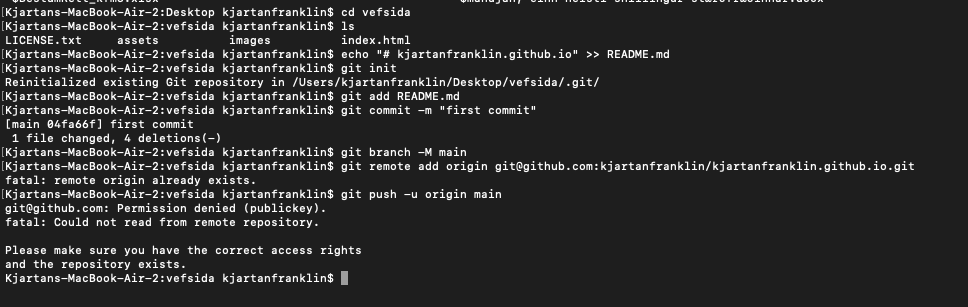 Kjartans-MacBook-Air-2:Desktop kjartanfranklin$ cd vefsida
[Kjartans-MacBook-Air-2:vefsida kjartanfranklin$ ls
LICENSE.txt assets images index.html
[Kjartans-MacBook-Air-2:vefsida kjartanfranklin$ echo "# kjartanfranklin.github.io" >> README.md
[Kjartans-MacBook-Air-2:vefsida kjartanfranklin$ git init
Reinitialized existing Git repository in /Users/kjartanfranklin/Desktop/vefsida/.git/
[Kjartans-MacBook-Air-2:vefsida kjartanfranklin$ git add README.md
[Kjartans-MacBook-Air-2:vefsida kjartanfranklin$ git commit -m "first commit"
[main 04fa66f] first commit
1 file changed, 4 deletions(-)
[Kjartans-MacBook-Air-2:vefsida kjartanfranklin$ git branch -M main
[Kjartans-MacBook-Air-2:vefsida kjartanfranklin$ git remote add origin git@github.com:kjartanfranklin/kjartanfranklin.github.io.git
fatal: remote origin already exists.
[Kjartans-MacBook-Air-2:vefsida kjartanfranklin$ git push -u origin main
git@github.com: Permission denied (publickey).
fatal: Could not read from remote repository.

Please make sure you have the correct access rights
and the repository exists.
Kjartans-MacBook-Air-2:vefsida kjartanfranklin$